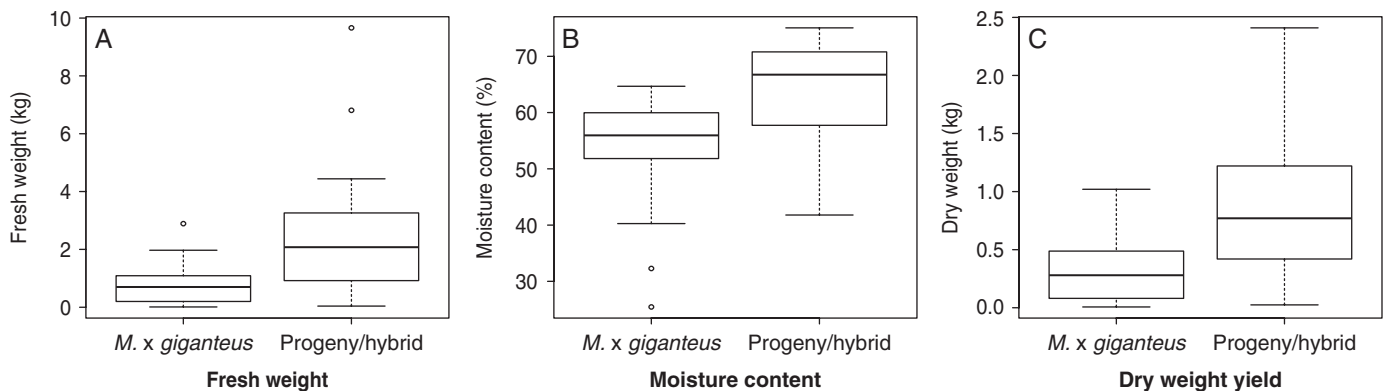 A
Fresh weight (kg)
10
8
6
4
2
0
M. x giganteus Progeny/hybrid
Fresh weight
B
Moisture content (%)
70
60
50
40
30
M. x giganteus Progeny/hybrid
Moisture content
C
Dry weight (kg)
2.5
2.0
1.5
1.0
0.5
0.0
M. x giganteus Progeny/hybrid
Dry weight yield